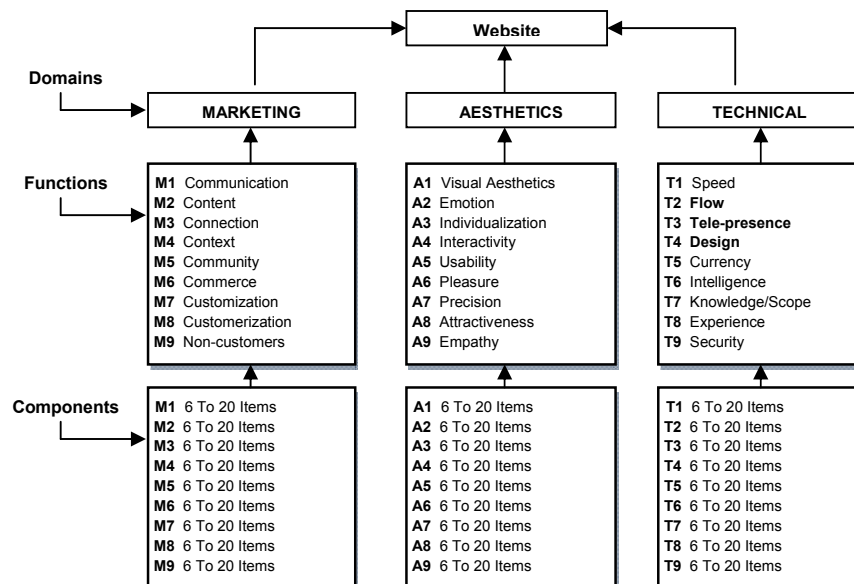 Website
Domains
MARKETING
AESTHETICS
TECHNICAL
Functions
M1 Communication
M2 Content
M3 Connection
M4 Context
M5 Community
M6 Commerce
M7 Customization
M8 Customerization
M9 Non-customers
A1 Visual Aesthetics
A2 Emotion
A3 Individualization
A4 Interactivity
A5 Usability
A6 Pleasure
A7 Precision
A8 Attractiveness
A9 Empathy
T1 Speed
T2 Flow
T3 Tele-presence
T4 Design
T5 Currency
T6 Intelligence
T7 Knowledge/Scope
T8 Experience
T9 Security
Components
M1 6 To 20 Items
M2 6 To 20 Items
M3 6 To 20 Items
M4 6 To 20 Items
M5 6 To 20 Items
M6 6 To 20 Items
M7 6 To 20 Items
M8 6 To 20 Items
M9 6 To 20 Items
A1 6 To 20 Items
A2 6 To 20 Items
A3 6 To 20 Items
A4 6 To 20 Items
A5 6 To 20 Items
A6 6 To 20 Items
A7 6 To 20 Items
A8 6 To 20 Items
A9 6 To 20 Items
T1 6 To 20 Items
T2 6 To 20 Items
T3 6 To 20 Items
T4 6 To 20 Items
T5 6 To 20 Items
T6 6 To 20 Items
T7 6 To 20 Items
T8 6 To 20 Items
T9 6 To 20 Items